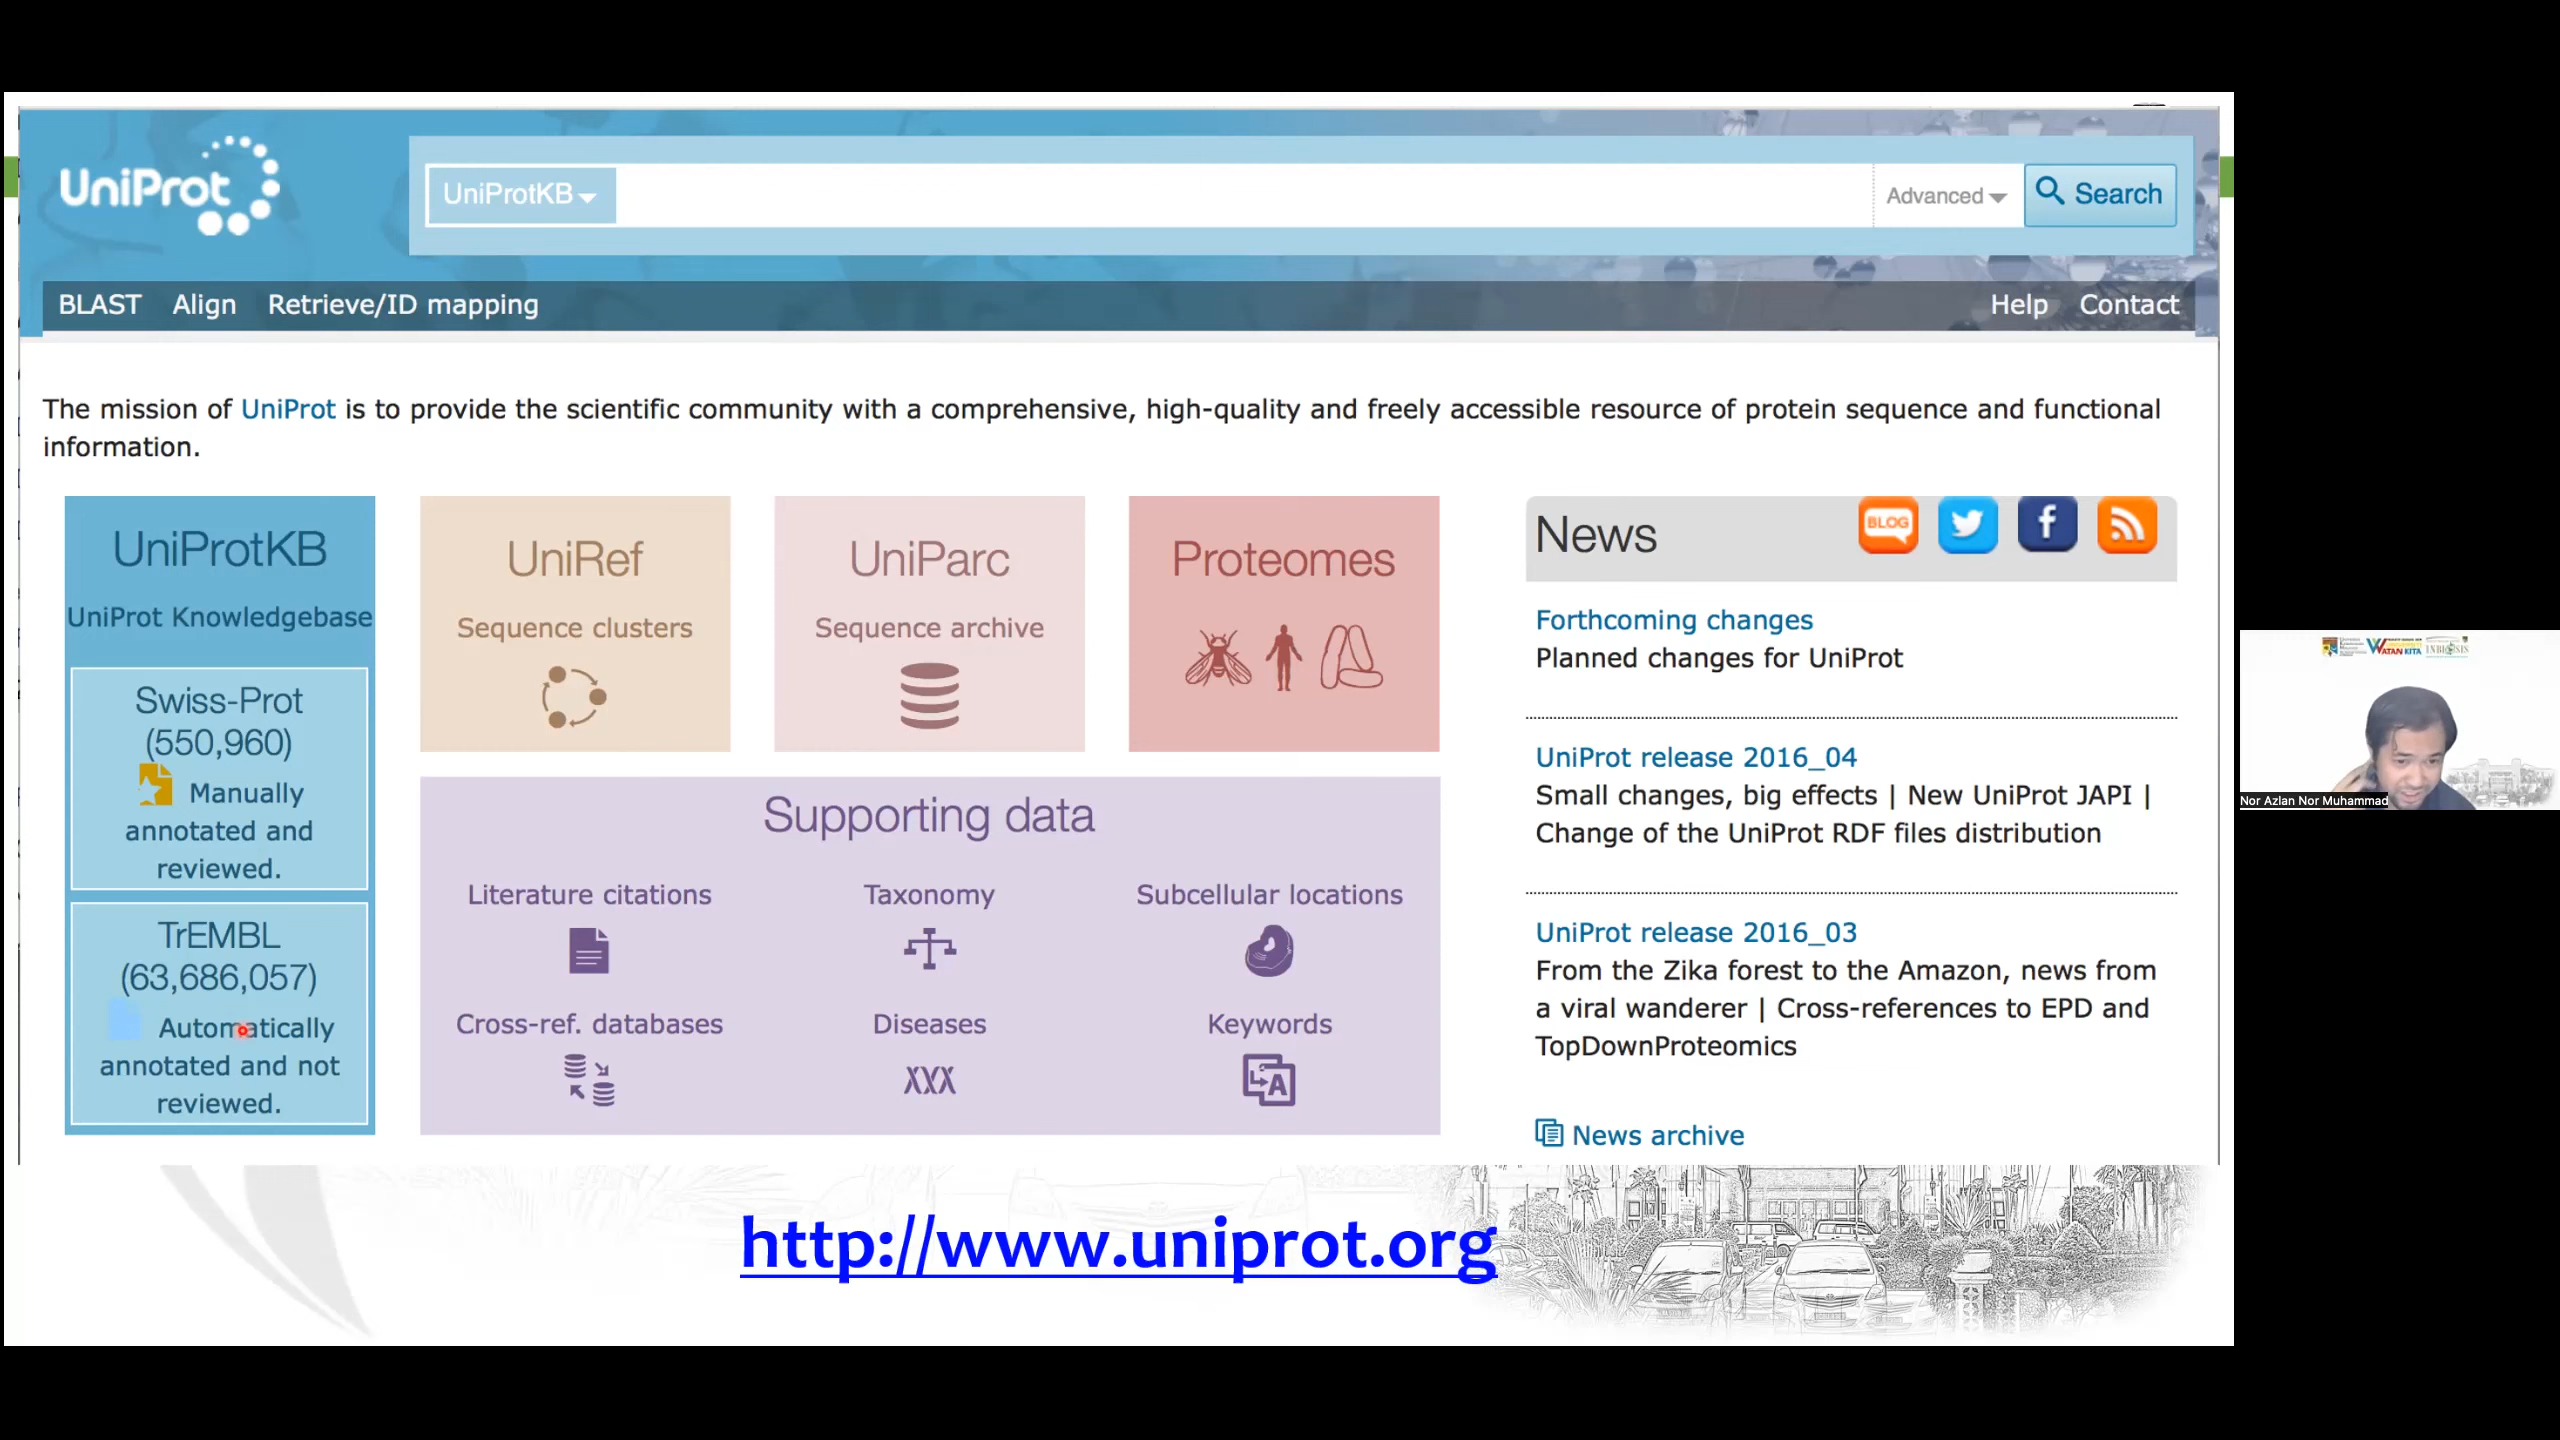 UniProt
UniProtKB
Advanced
Search
BLAST Align Retrieve/ID mapping
Help Contact
The mission of UniProt is to provide the scientific community with a comprehensive, high-quality and freely accessible resource of protein sequence and functional
information.
UniProtKB
UniProt Knowledgebase
Swiss-Prot
(550,960)
Manually
annotated and
reviewed.
TrEMBL
(63,686,057)
Automatically
annotated and not
reviewed.
UniRef
Sequence clusters
UniParc
Sequence archive
Proteomes
Supporting data
Literature citations
Taxonomy
Subcellular locations
Cross-ref. databases
Diseases
Keywords
News
BLOG
Forthcoming changes
Planned changes for UniProt
UniProt release 2016_04
Small changes, big effects | New UniProt JAPI |
Change of the UniProt RDF files distribution
UniProt release 2016_03
From the Zika forest to the Amazon, news from
a viral wanderer | Cross-references to EPD and
TopDownProteomics
News archive
http://www.uniprot.org
WATAN KITA
INBIOSIS
Nor Azlan Nor Muhammad